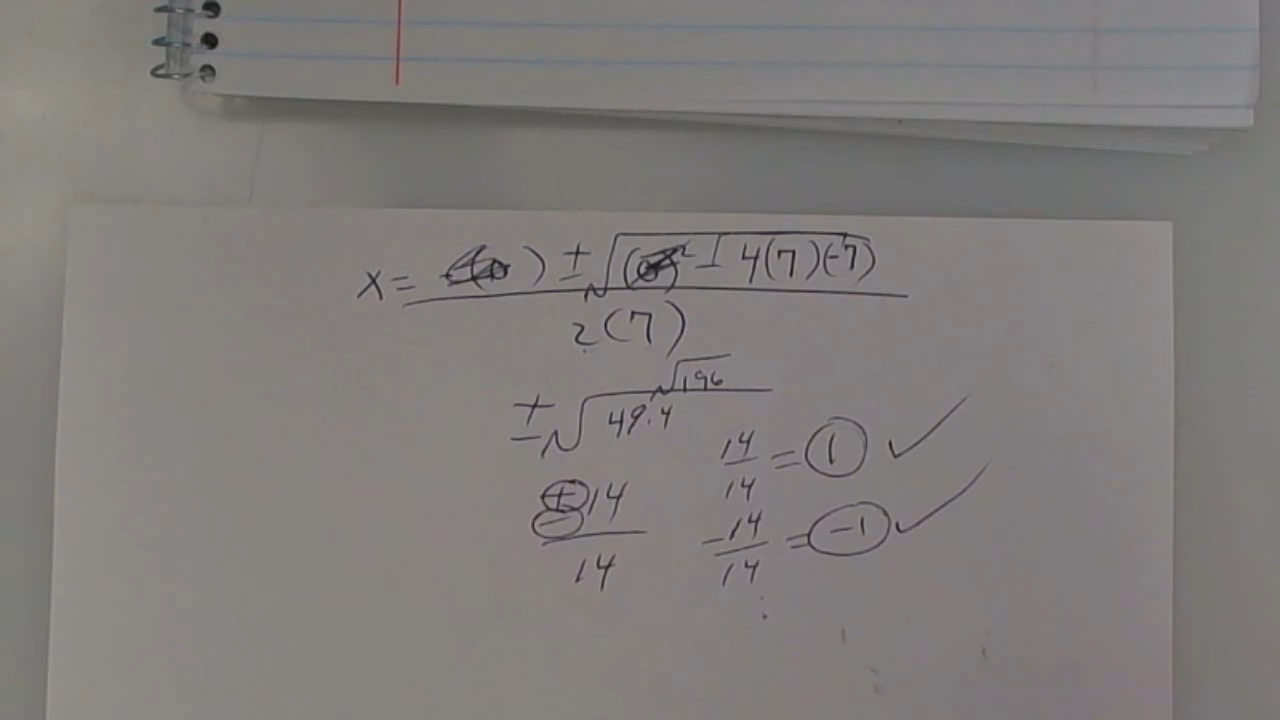 x = -(0) ± √(0)² - 4(7)(-7)
2(7)
√196
± √49.4
14/14 = 1 ✓
± 14
14
-14/14 = -1 ✓